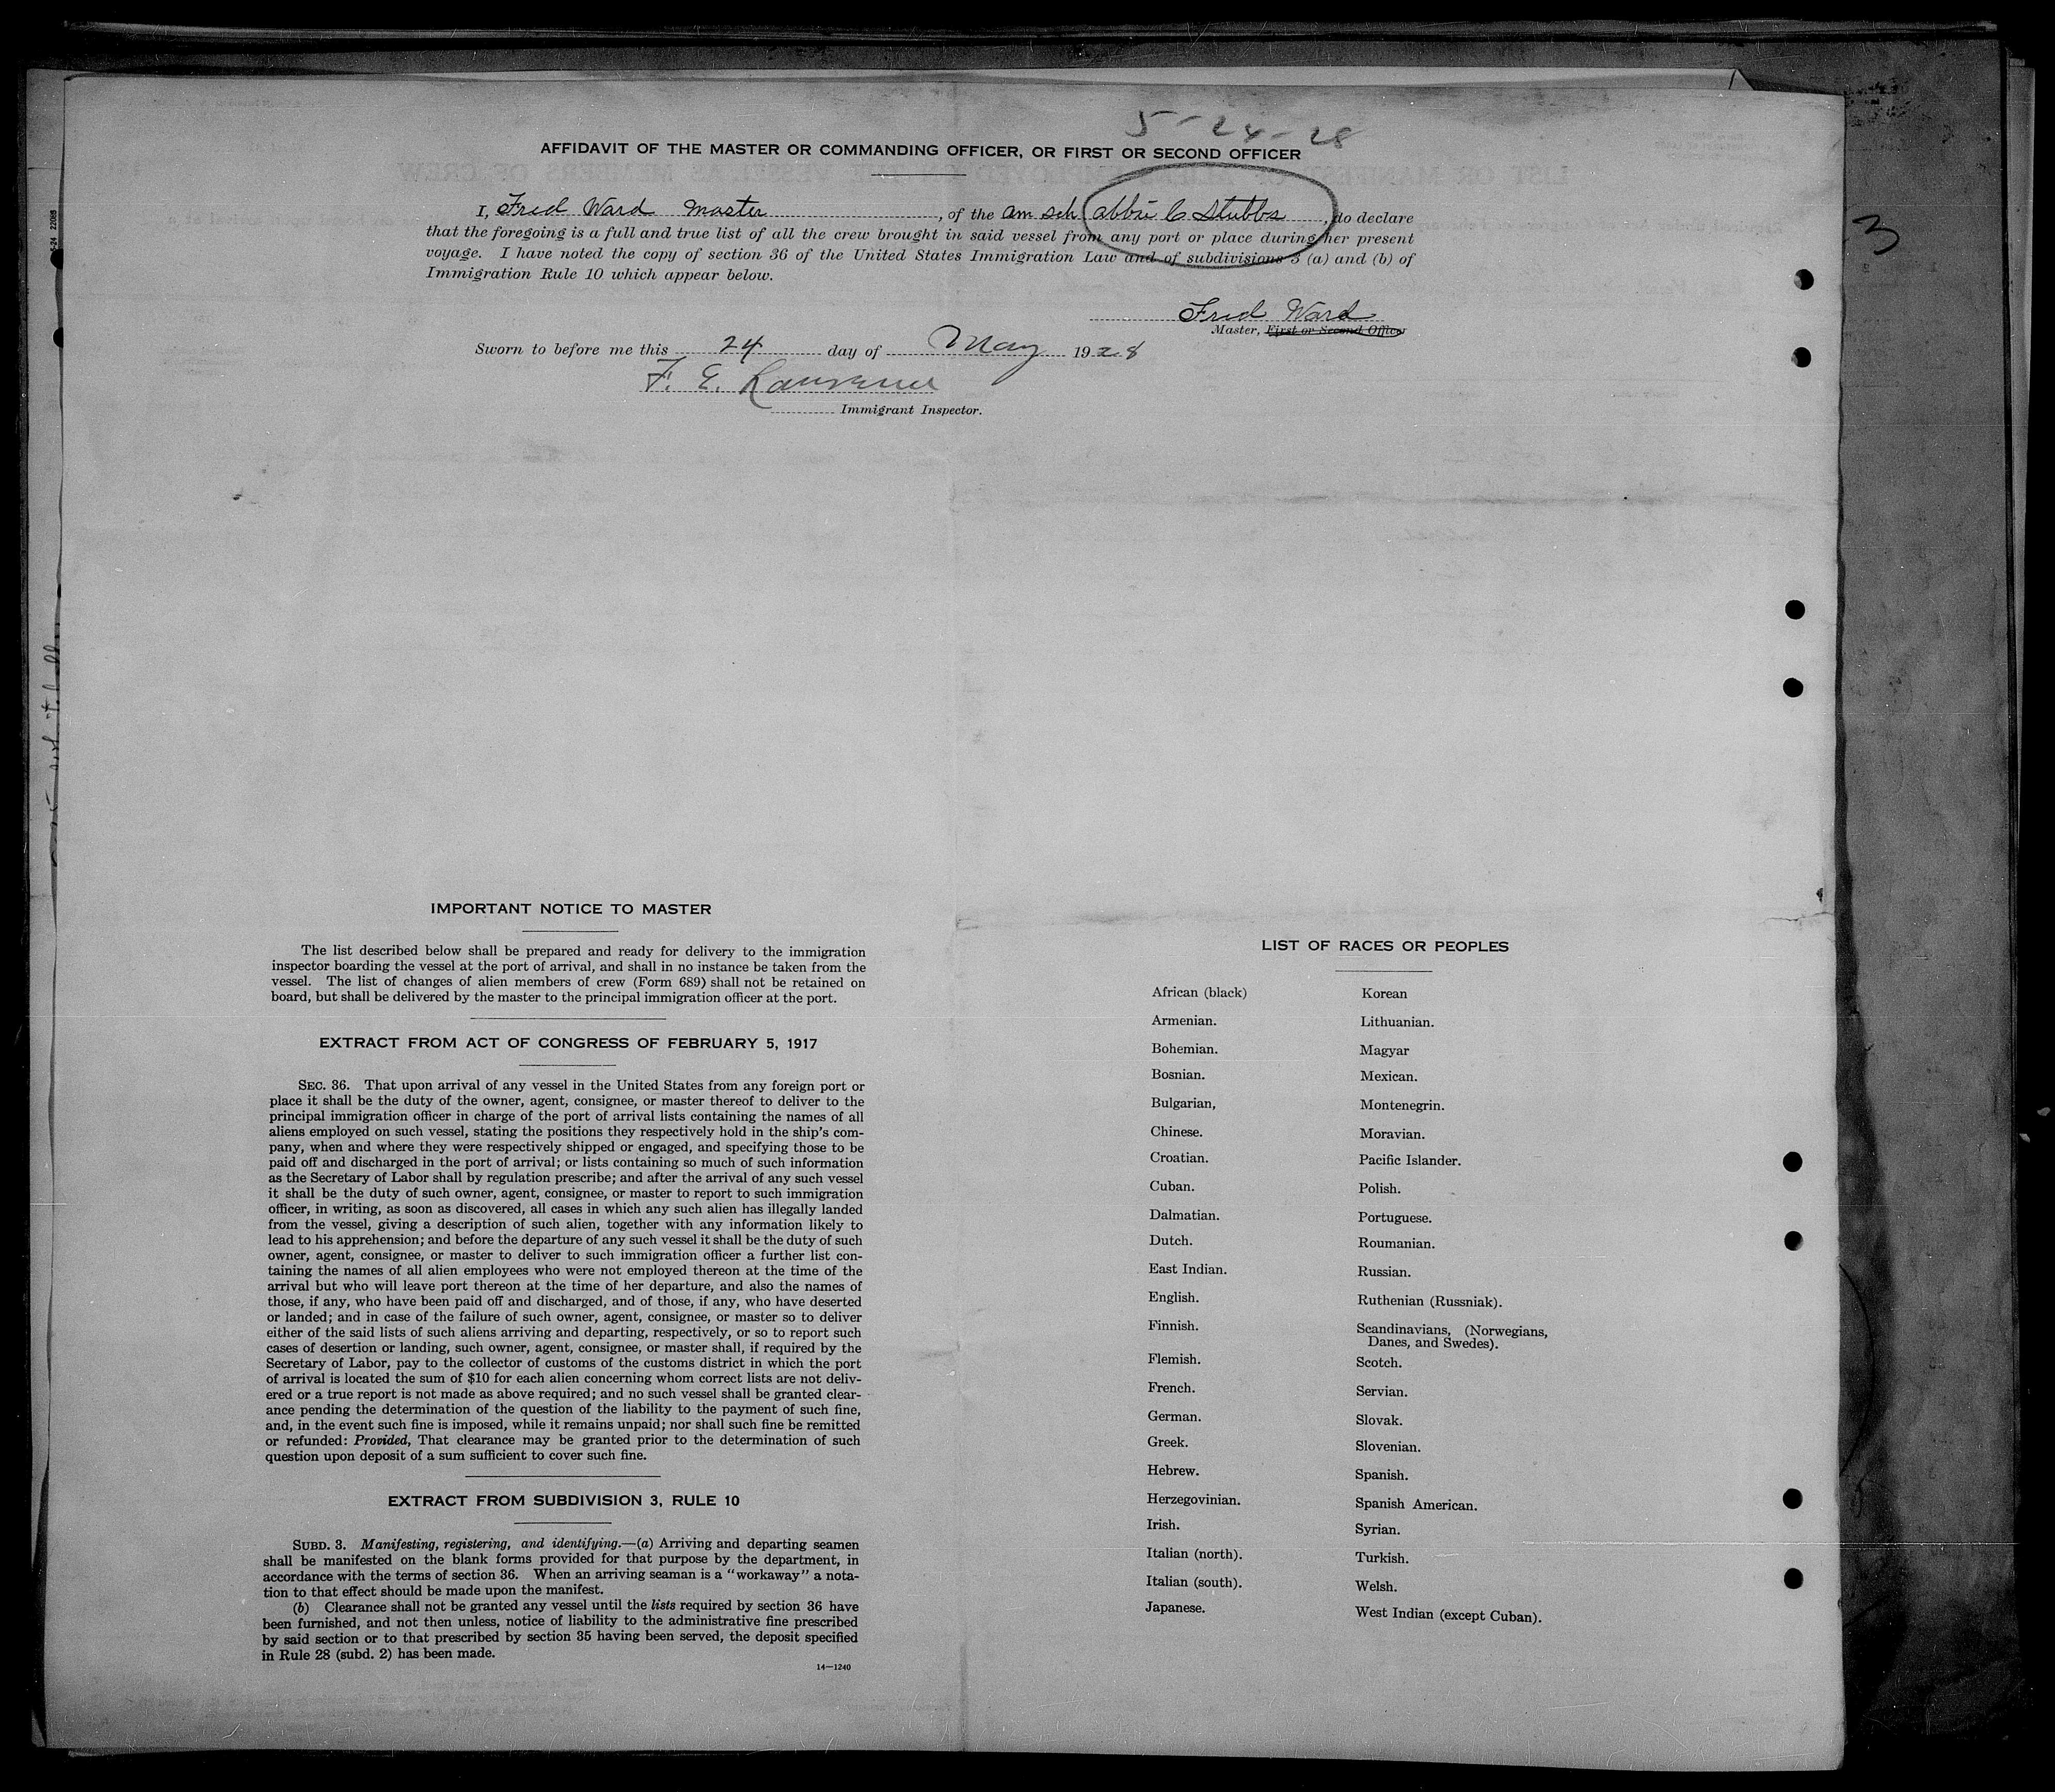 5-24-28
AFFIDAVIT OF THE MASTER OR COMMANDING OFFICER, OR FIRST OR SECOND OFFICER
I, Fred Ward Master, of the am sch abbie C Stubbs, do declare
that the foregoing is a full and true list of all the crew brought in said vessel from any port or place during her present
voyage. I have noted the copy of section 36 of the United States Immigration Law and of subdivisions 3 (a) and (b) of
Immigration Rule 10 which appear below.
Fred Ward
Master, First or Second Officer
Sworn to before me this 24 day of May 1928
F. E. Lawrence
Immigrant Inspector.
3
IMPORTANT NOTICE TO MASTER
The list described below shall be prepared and ready for delivery to the immigration
inspector boarding the vessel at the port of arrival, and shall in no instance be taken from the
vessel. The list of changes of alien members of crew (Form 689) shall not be retained on
board, but shall be delivered by the master to the principal immigration officer at the port.
EXTRACT FROM ACT OF CONGRESS OF FEBRUARY 5, 1917
SEC. 36. That upon arrival of any vessel in the United States from any foreign port or
place it shall be the duty of the owner, agent, consignee, or master thereof to deliver to the
principal immigration officer in charge of the port of arrival lists containing the names of all
aliens employed on such vessel, stating the positions they respectively hold in the ship's com-
pany, when and where they were respectively shipped or engaged, and specifying those to be
paid off and discharged in the port of arrival; or lists containing so much of such information
as the Secretary of Labor shall by regulation prescribe; and after the arrival of any such vessel
it shall be the duty of such owner, agent, consignee, or master to report to such immigration
officer, in writing, as soon as discovered, all cases in which any such alien has illegally landed
from the vessel, giving a description of such alien, together with any information likely to
lead to his apprehension; and before the departure of any such vessel it shall be the duty of such
owner, agent, consignee, or master to deliver to such immigration officer a further list con-
taining the names of all alien employees who were not employed thereon at the time of the
arrival but who will leave port thereon at the time of her departure, and also the names of
those, if any, who have been paid off and discharged, and of those, if any, who have deserted
or landed; and in case of the failure of such owner, agent, consignee, or master so to deliver
either of the said lists of such aliens arriving and departing, respectively, or so to report such
cases of desertion or landing, such owner, agent, consignee, or master shall, if required by the
Secretary of Labor, pay to the collector of customs of the customs district in which the port
of arrival is located the sum of $10 for each alien concerning whom correct lists are not deliv-
ered or a true report is not made as above required; and no such vessel shall be granted clear-
ance pending the determination of the question of the liability to the payment of such fine,
and, in the event such fine is imposed, while it remains unpaid; nor shall such fine be remitted
or refunded: Provided, That clearance may be granted prior to the determination of such
question upon deposit of a sum sufficient to cover such fine.
EXTRACT FROM SUBDIVISION 3, RULE 10
SUBD. 3. Manifesting, registering, and identifying.—(a) Arriving and departing seamen
shall be manifested on the blank forms provided for that purpose by the department, in
accordance with the terms of section 36. When an arriving seaman is a "workaway" a nota-
tion to that effect should be made upon the manifest.
(b) Clearance shall not be granted any vessel until the lists required by section 36 have
been furnished, and not then unless, notice of liability to the administrative fine prescribed
by said section or to that prescribed by section 35 having been served, the deposit specified
in Rule 28 (subd. 2) has been made.
14—1240
LIST OF RACES OR PEOPLES
African (black)
Armenian.
Bohemian.
Bosnian.
Bulgarian,
Chinese.
Croatian.
Cuban.
Dalmatian.
Dutch.
East Indian.
English.
Finnish.
Flemish.
French.
German.
Greek.
Hebrew.
Herzegovinian.
Irish.
Italian (north).
Italian (south).
Japanese.
Korean
Lithuanian.
Magyar
Mexican.
Montenegrin.
Moravian.
Pacific Islander.
Polish.
Portuguese.
Roumanian.
Russian.
Ruthenian (Russniak).
Scandinavians, (Norwegians,
Danes, and Swedes).
Scotch.
Servian.
Slovak.
Slovenian.
Spanish.
Spanish American.
Syrian.
Turkish.
Welsh.
West Indian (except Cuban).